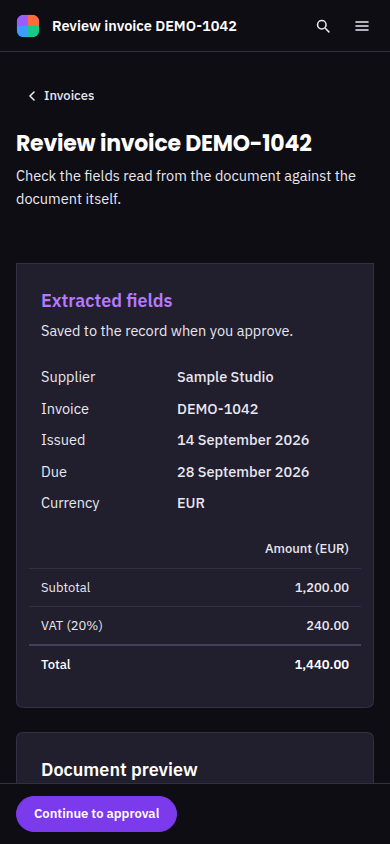 Review invoice DEMO-1042
Invoices
Review invoice DEMO-1042
Check the fields read from the document against the
document itself.
Extracted fields
Saved to the record when you approve.
Supplier Sample Studio
Invoice DEMO-1042
Issued 14 September 2026
Due 28 September 2026
Currency EUR
Amount (EUR)
Subtotal 1,200.00
VAT (20%) 240.00
Total 1,440.00
Document preview
Continue to approval